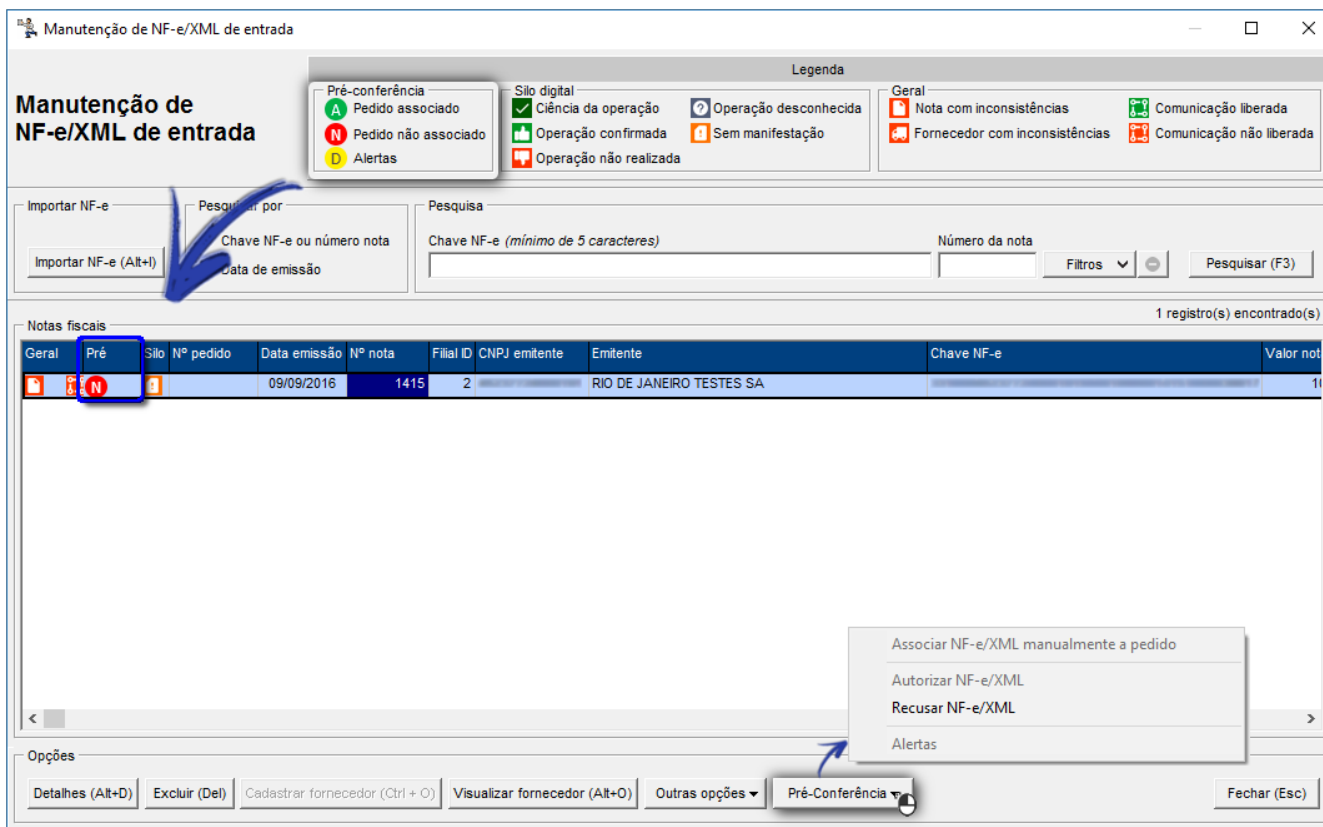 Manutenção de NF-e/XML de entrada
Legenda
Manutenção de
NF-e/XML de entrada
Pré-conferência
A Pedido associado
N Pedido não associado
D Alertas
Silo digital
Ciência da operação
Operação confirmada
Operação não realizada
? Operação desconhecida
! Sem manifestação
Geral
Nota com inconsistências
Fornecedor com inconsistências
Comunicação liberada
Comunicação não liberada
Importar NF-e
Importar NF-e (Alt+I)
por
Chave NF-e ou número nota
Data de emissão
Pesquisa
Chave NF-e (mínimo de 5 caracteres)
Número da nota
Filtros
Pesquisar (F3)
1 registro(s) encontrado(s)
Notas fiscais
Geral Pré Silo Nº pedido Data emissão Nº nota Filial ID CNPJ emitente Emitente Chave NF-e Valor not
N ! 09/09/2016 1415 2 RIO DE JANEIRO TESTES SA
Associar NF-e/XML manualmente a pedido
Autorizar NF-e/XML
Recusar NF-e/XML
Alertas
Opções
Detalhes (Alt+D) Excluir (Del) Cadastrar fornecedor (Ctrl + O) Visualizar fornecedor (Alt+O) Outras opções Pré-Conferência Fechar (Esc)